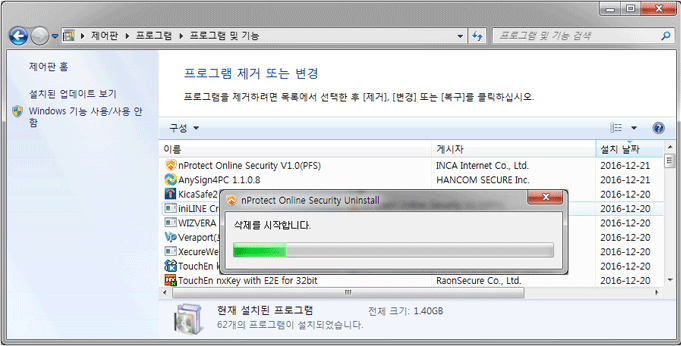 제어판 ▸ 프로그램 ▸ 프로그램 및 기능
프로그램 및 기능 검색
제어판 홈
설치된 업데이트 보기
Windows 기능 사용/사용 안
함
프로그램 제거 또는 변경
프로그램을 제거하려면 목록에서 선택한 후 [제거], [변경] 또는 [복구]를 클릭하십시오.
구성
이름 게시자 설치 날짜
nProtect Online Security V1.0(PFS) INCA Internet Co., Ltd. 2016-12-21
AnySign4PC 1.1.0.8 HANCOM SECURE Inc. 2016-12-21
KicaSafe2 2016-12-20
iniLINE Cr 2016-12-20
WIZVERA 2016-12-20
Veraport( 2016-12-20
XecureWe 2016-12-20
TouchEn k 2016-12-20
TouchEn nxKey with E2E for 32bit RaonSecure Co., Ltd. 2016-12-20
nProtect Online Security Uninstall
삭제를 시작합니다.
현재 설치된 프로그램 전체 크기: 1.40GB
62개의 프로그램이 설치되었습니다.